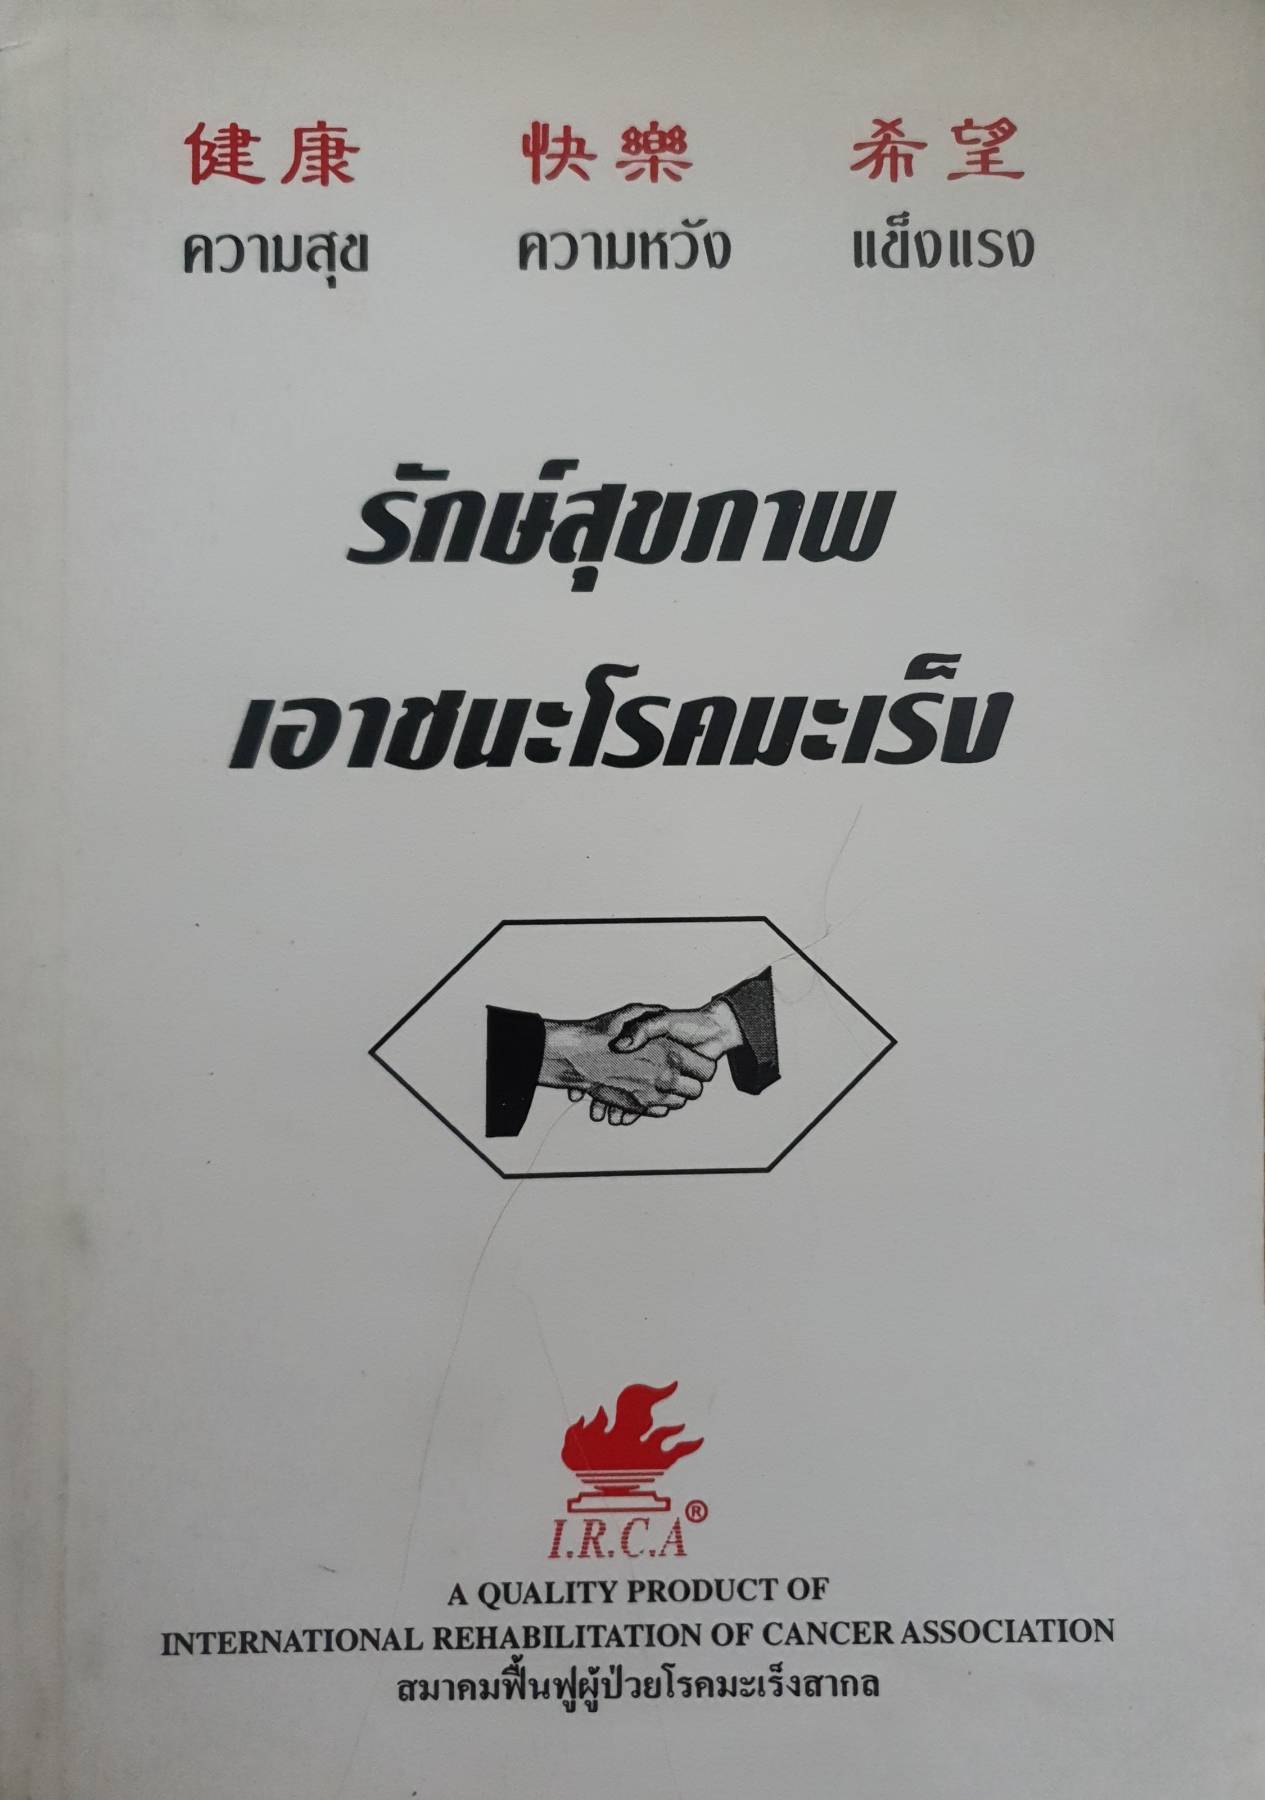 健康 快樂 希望
ความสุข ความหวัง แข็งแรง
รักษ์สุขภาพ
เอาชนะโรคมะเร็ง
I.R.C.A®
A QUALITY PRODUCT OF
INTERNATIONAL REHABILITATION OF CANCER ASSOCIATION
สมาคมฟื้นฟูผู้ป่วยโรคมะเร็งสากล